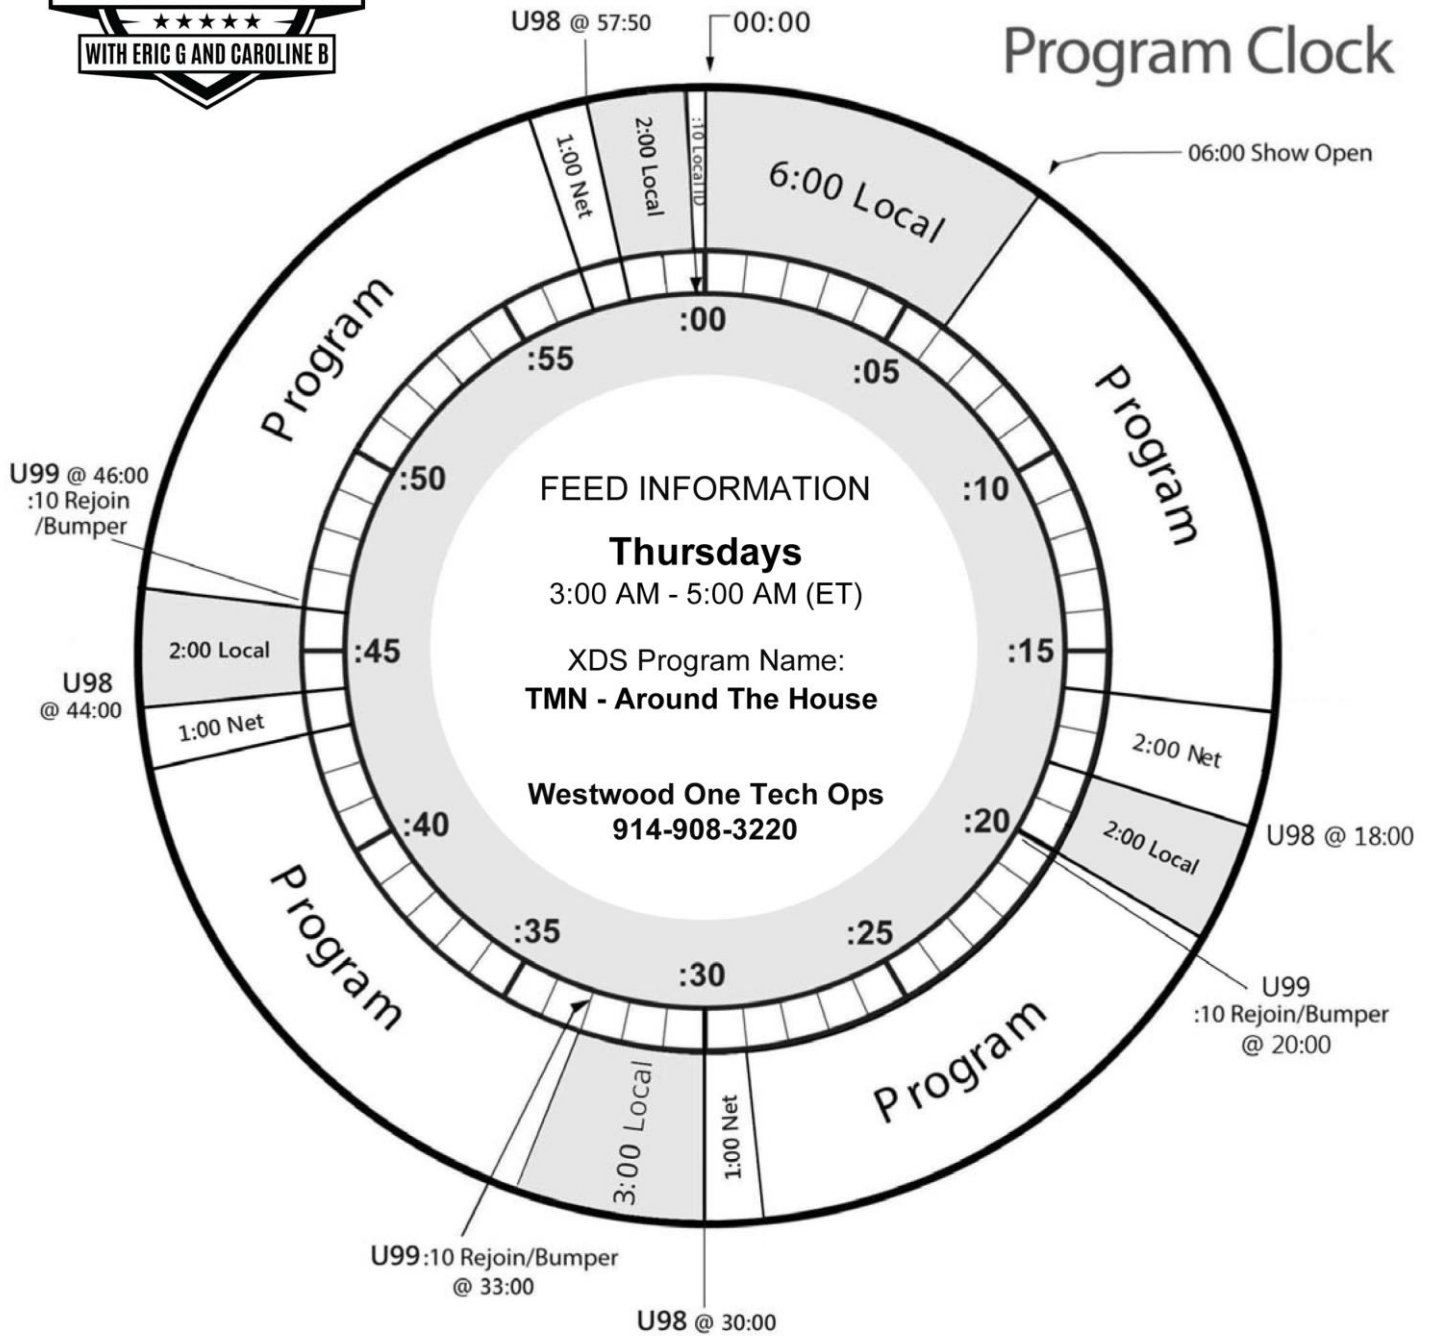 ★★★★★
WITH ERIC G AND CAROLINE B
Program Clock
U98 @ 57:50
00:00
06:00 Show Open
1:00 Net
2:00 Local
:10 Local ID
6:00 Local
Program
Program
:00
:05
:10
:15
:20
:25
:30
:35
:40
:45
:50
:55
FEED INFORMATION
Thursdays
3:00 AM - 5:00 AM (ET)
XDS Program Name:
TMN - Around The House
Westwood One Tech Ops
914-908-3220
U99 @ 46:00
:10 Rejoin
/Bumper
2:00 Local
U98
@ 44:00
1:00 Net
2:00 Net
U98 @ 18:00
2:00 Local
U99
:10 Rejoin/Bumper
@ 20:00
Program
Program
3:00 Local
1:00 Net
U99:10 Rejoin/Bumper
@ 33:00
U98 @ 30:00